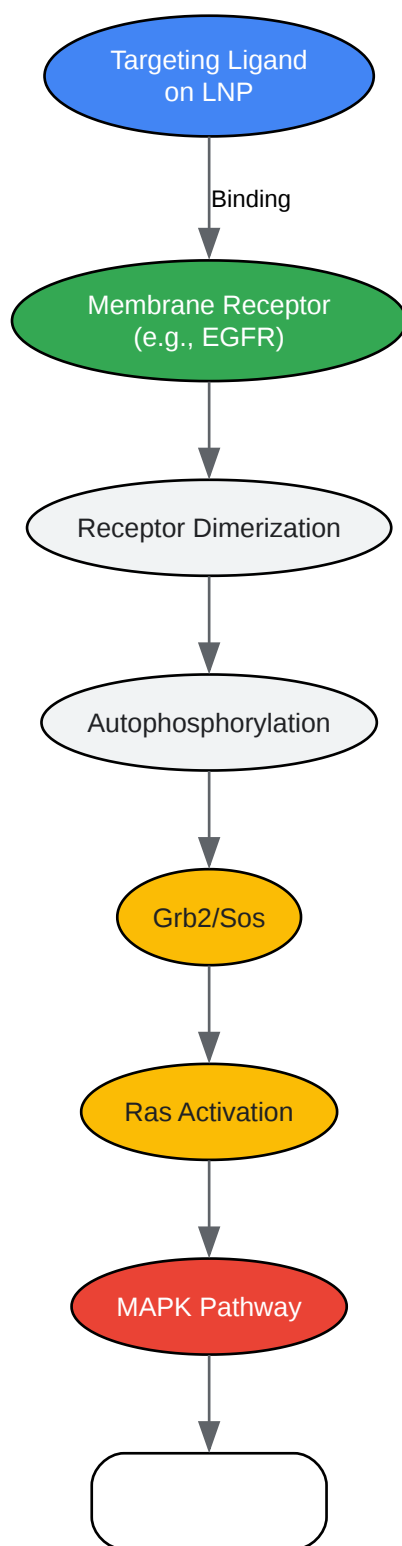 Targeting Ligand
on LNP
Binding
Membrane Receptor
(e.g., EGFR)
Receptor Dimerization
Autophosphorylation
Grb2/Sos
Ras Activation
MAPK Pathway